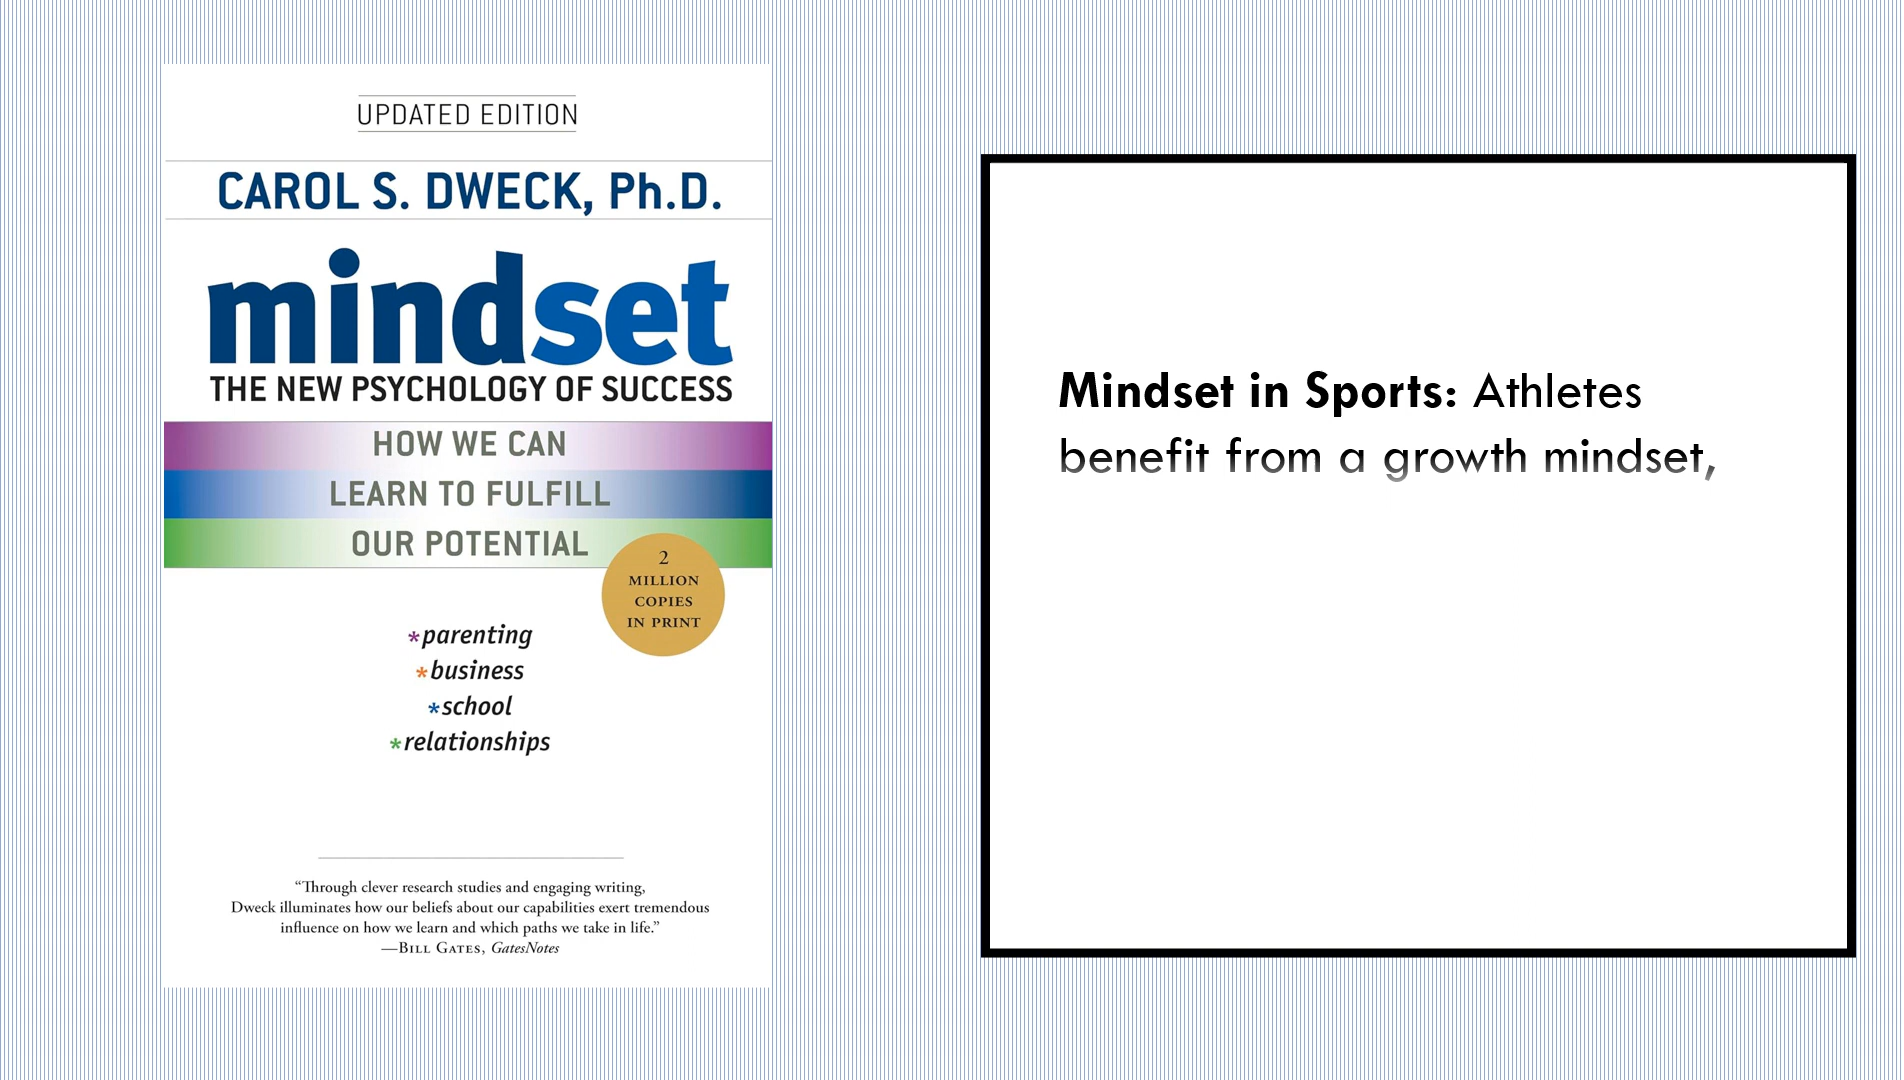 UPDATED EDITION
CAROL S. DWECK, Ph.D.
mindset
THE NEW PSYCHOLOGY OF SUCCESS
HOW WE CAN
LEARN TO FULFILL
OUR POTENTIAL
2
MILLION
COPIES
IN PRINT
*parenting
*business
*school
*relationships
“Through clever research studies and engaging writing,
Dweck illuminates how our beliefs about our capabilities exert tremendous
influence on how we learn and which paths we take in life.”
—BILL GATES, GatesNotes
Mindset in Sports: Athletes
benefit from a growth mindset,